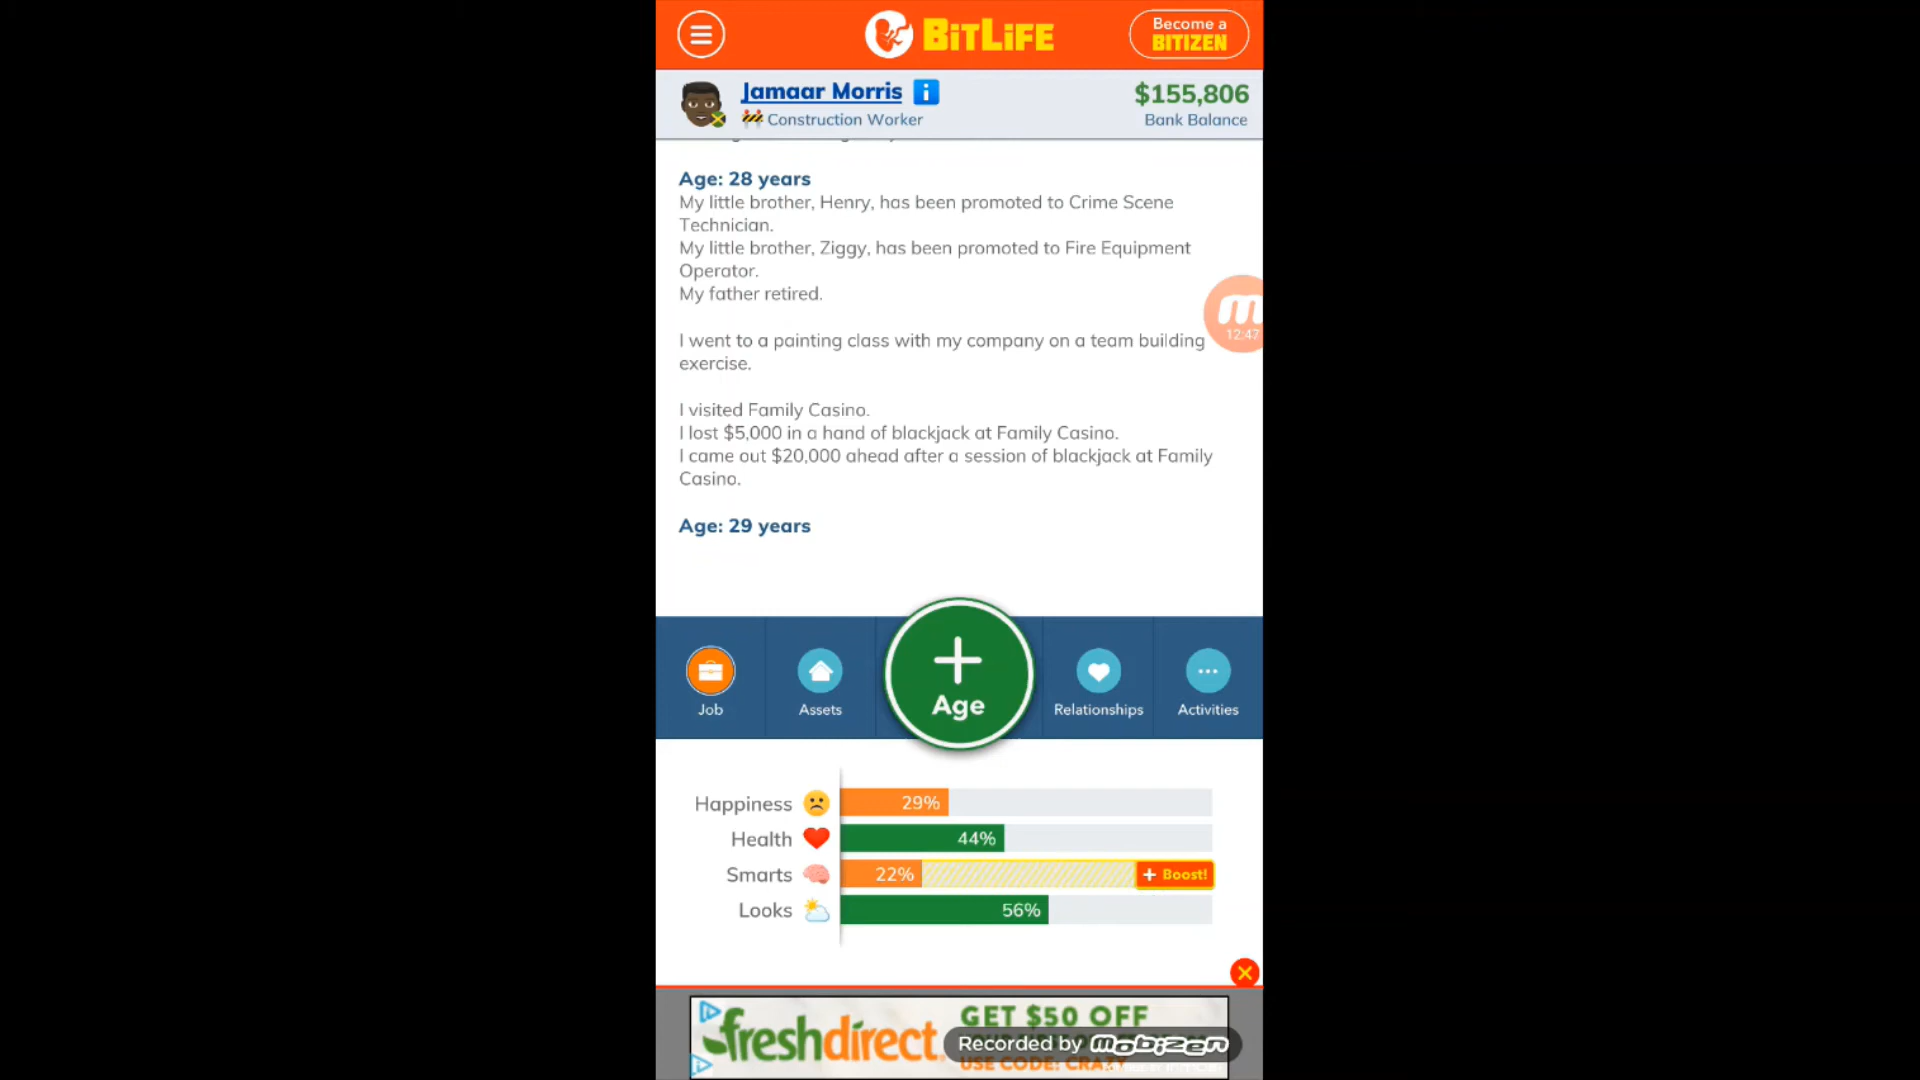 BiTLiFE
Become a
BITIZEN
Jamaar Morris i
$155,806
Construction Worker
Bank Balance
Age: 28 years
My little brother, Henry, has been promoted to Crime Scene
Technician.
My little brother, Ziggy, has been promoted to Fire Equipment
Operator.
My father retired.
12:47
I went to a painting class with my company on a team building
exercise.
I visited Family Casino.
I lost $5,000 in a hand of blackjack at Family Casino.
I came out $20,000 ahead after a session of blackjack at Family
Casino.
Age: 29 years
Job
Assets
+
Age
Relationships
Activities
Happiness 29%
Health 44%
Smarts 22% + Boost!
Looks 56%
freshdirect
GET $50 OFF
Recorded by mobizen
USE CODE: CRAZY